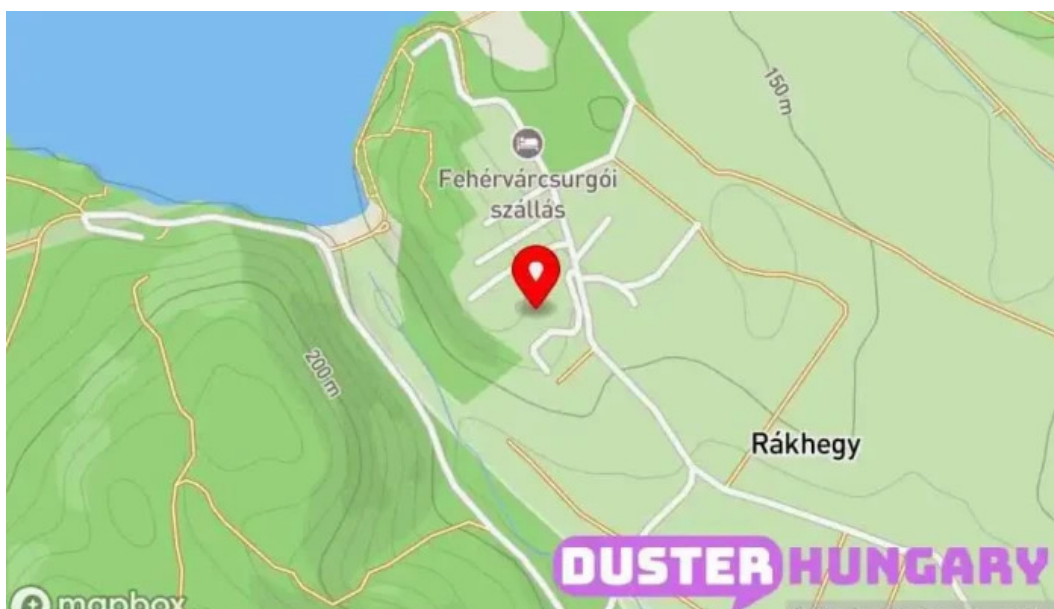 150 m
Fehérvárcsurgói
szállás
200 m
Rákhegy
DUSTER HUNGARY
mapbox